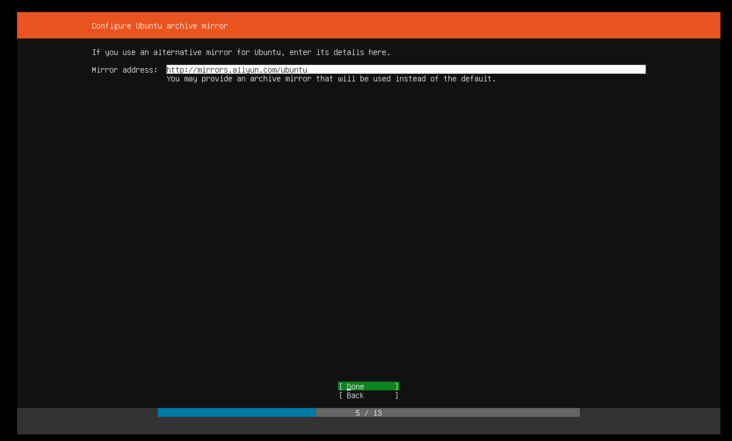 Configure Ubuntu archive mirror
If you use an alternative mirror for Ubuntu, enter its details here.
Mirror address: http://mirrors.aliyun.com/ubuntu
You may provide an archive mirror that will be used instead of the default.
[ Done ]
[ Back ]
5 / 13